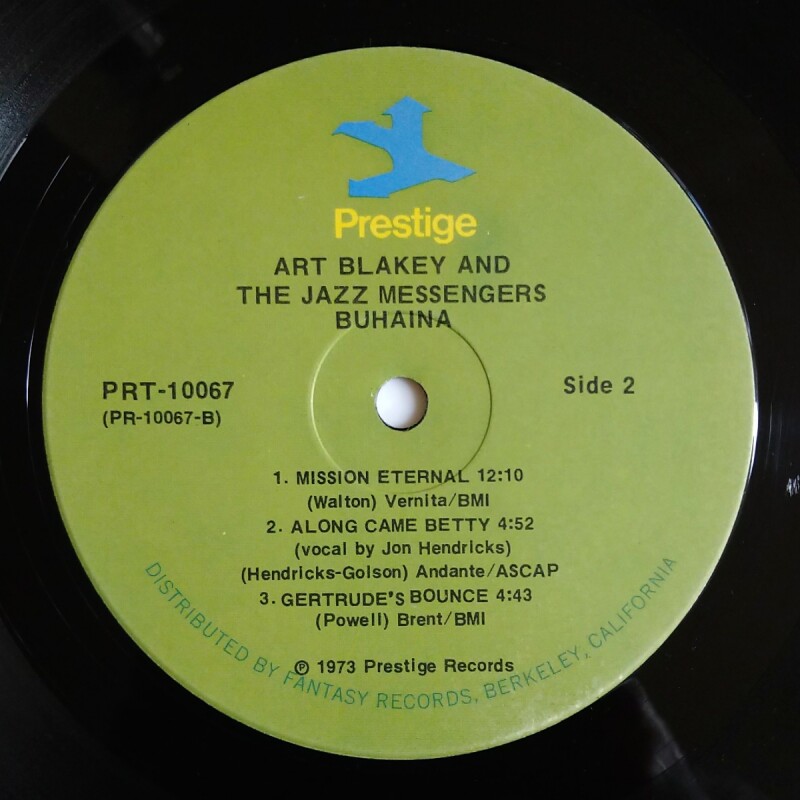 Prestige
ART BLAKEY AND
THE JAZZ MESSENGERS
BUHAINA
PRT-10067
(PR-10067-B)
Side 2
1. MISSION ETERNAL 12:10
(Walton) Vernita/BMI
2. ALONG CAME BETTY 4:52
(vocal by Jon Hendricks)
(Hendricks-Golson) Andante/ASCAP
3. GERTRUDE'S BOUNCE 4:43
(Powell) Brent/BMI
℗ 1973 Prestige Records
DISTRIBUTED BY FANTASY RECORDS, BERKELEY, CALIFORNIA